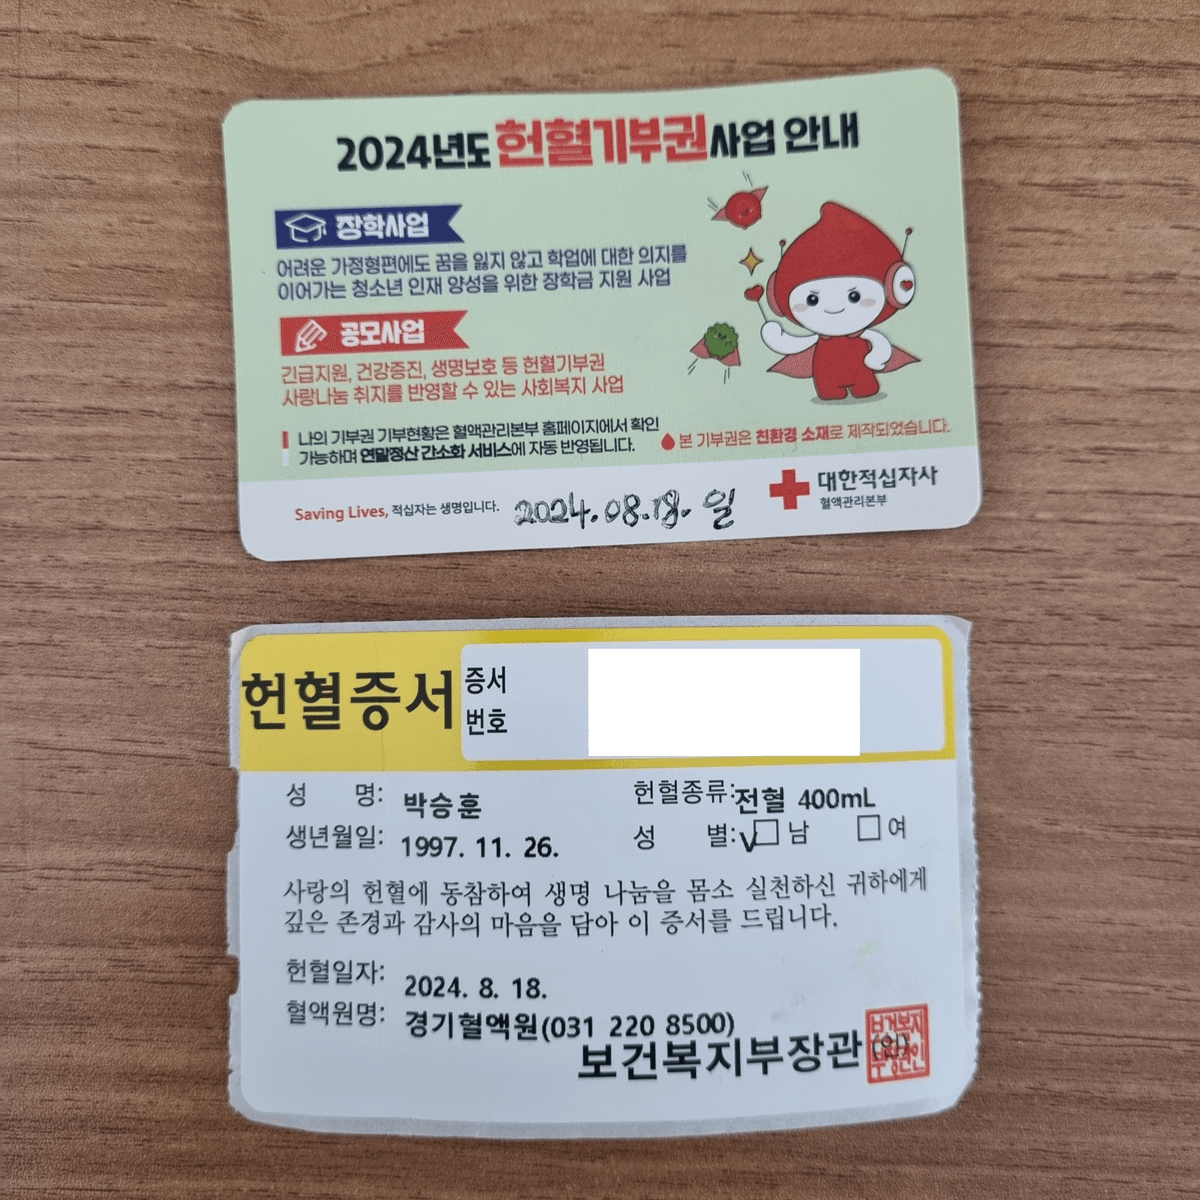 2024년도 헌혈기부권사업 안내
장학사업
어려운 가정형편에도 꿈을 잃지 않고 학업에 대한 의지를
이어가는 청소년 인재 양성을 위한 장학금 지원 사업
공모사업
긴급지원, 건강증진, 생명보호 등 헌혈기부권
사랑나눔 취지를 반영할 수 있는 사회복지 사업
나의 기부권 기부현황은 혈액관리본부 홈페이지에서 확인
가능하며 연말정산 간소화 서비스에 자동 반영됩니다.
본 기부권은 친환경 소재로 제작되었습니다.
Saving Lives, 적십자는 생명입니다.
2024.08.18. 일
대한적십자사
혈액관리본부
헌혈증서
증서
번호
성 명: 박승훈
헌혈종류: 전혈 400mL
생년월일: 1997. 11. 26.
성 별: V□ 남 □ 여
사랑의 헌혈에 동참하여 생명 나눔을 몸소 실천하신 귀하에게
깊은 존경과 감사의 마음을 담아 이 증서를 드립니다.
헌혈일자: 2024. 8. 18.
혈액원명: 경기혈액원(031 220 8500)
보건복지부장관 (인)